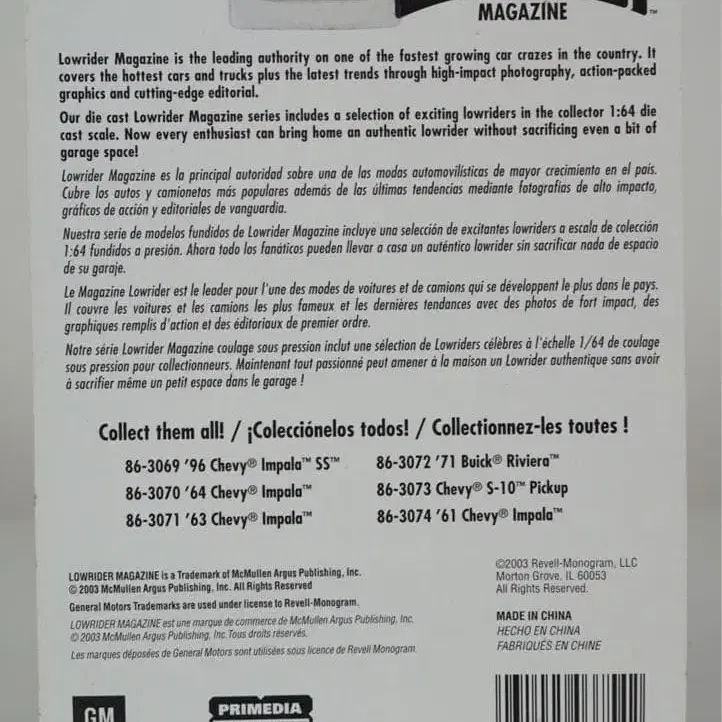 MAGAZINE
™
Lowrider Magazine is the leading authority on one of the fastest growing car crazes in the country. It
covers the hottest cars and trucks plus the latest trends through high-impact photography, action-packed
graphics and cutting-edge editorial.
Our die cast Lowrider Magazine series includes a selection of exciting lowriders in the collector 1:64 die
cast scale. Now every enthusiast can bring home an authentic lowrider without sacrificing even a bit of
garage space!
Lowrider Magazine es la principal autoridad sobre una de las modas automovilísticas de mayor crecimiento en el país.
Cubre los autos y camionetas más populares además de las últimas tendencias mediante fotografías de alto impacto,
gráficos de acción y editoriales de vanguardia.
Nuestra serie de modelos fundidos de Lowrider Magazine incluye una selección de excitantes lowriders a escala de colección
1:64 fundidos a presión. Ahora todo los fanáticos pueden llevar a casa un auténtico lowrider sin sacrificar nada de espacio
de su garaje.
Le Magazine Lowrider est le leader pour l'une des modes de voitures et de camions qui se développent le plus dans le pays.
Il couvre les voitures et les camions les plus fameux et les dernières tendances avec des photos de fort impact, des
graphiques remplis d'action et des éditoriaux de premier ordre.
Notre série Lowrider Magazine coulage sous pression inclut une sélection de Lowriders célèbres à l'échelle 1/64 de coulage
sous pression pour collectionneurs. Maintenant tout passionné peut amener à la maison un Lowrider authentique sans avoir
à sacrifier même un petit espace dans le garage !
Collect them all! / ¡Colecciónelos todos! / Collectionnez-les toutes !
86-3069 '96 Chevy® Impala™ SS™
86-3070 '64 Chevy® Impala™
86-3071 '63 Chevy® Impala™
86-3072 '71 Buick® Riviera™
86-3073 Chevy® S-10™ Pickup
86-3074 '61 Chevy® Impala™
LOWRIDER MAGAZINE is a Trademark of McMullen Argus Publishing, Inc.
© 2003 McMullen Argus Publishing, Inc. All Rights Reserved
General Motors Trademarks are used under license to Revell-Monogram.
LOWRIDER MAGAZINE est une marque de commerce de McMullen Argus Publishing, Inc.
© 2003 McMullen Argus Publishing, Inc. Tous droits réservés.
Les marques déposées de General Motors sont utilisées sous licence de Revell Monogram.
©2003 Revell-Monogram, LLC
Morton Grove, IL 60053
All Rights Reserved.
MADE IN CHINA
HECHO EN CHINA
FABRIQUÉS EN CHINE
GM
PRIMEDIA